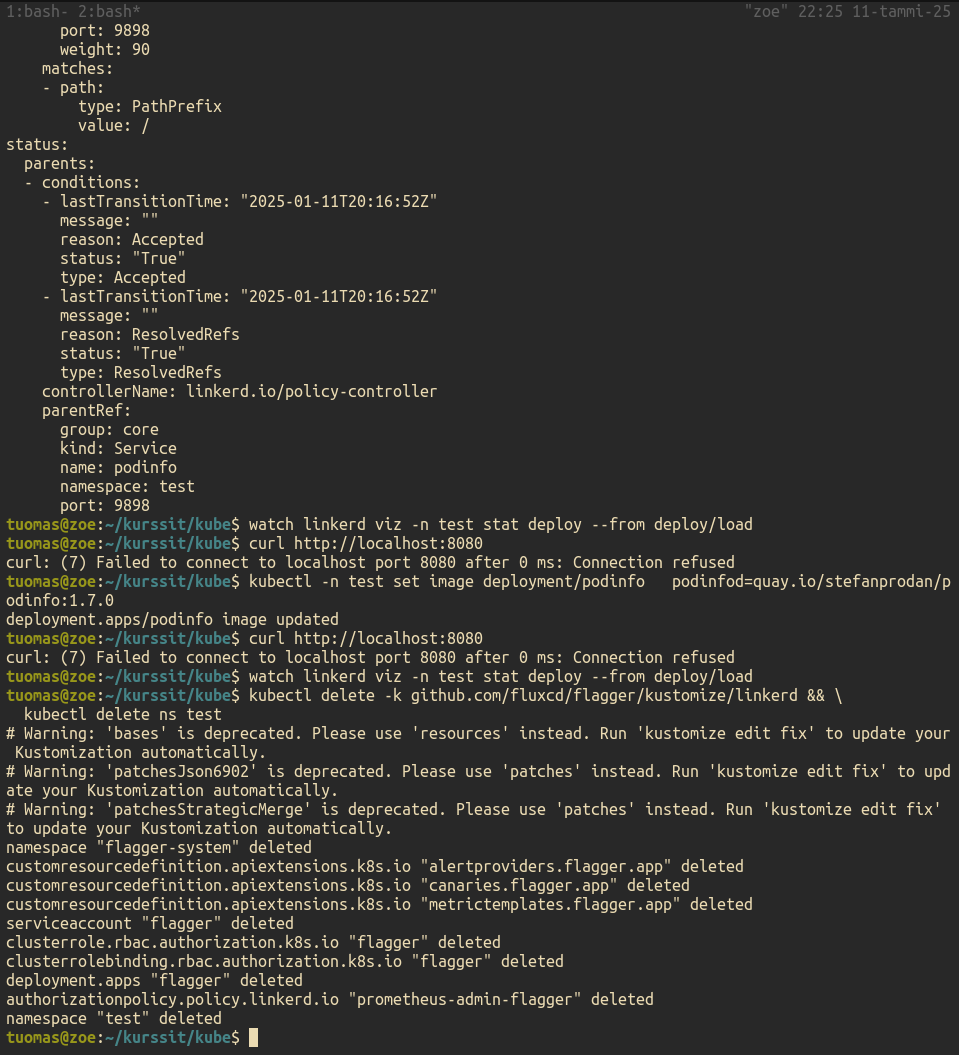 1:bash- 2:bash* "zoe" 22:25 11-tammi-25
      port: 9898
      weight: 90
    matches:
    - path:
        type: PathPrefix
        value: /
status:
  parents:
  - conditions:
    - lastTransitionTime: "2025-01-11T20:16:52Z"
      message: ""
      reason: Accepted
      status: "True"
      type: Accepted
    - lastTransitionTime: "2025-01-11T20:16:52Z"
      message: ""
      reason: ResolvedRefs
      status: "True"
      type: ResolvedRefs
    controllerName: linkerd.io/policy-controller
    parentRef:
      group: core
      kind: Service
      name: podinfo
      namespace: test
      port: 9898
tuomas@zoe:~/kurssit/kube$ watch linkerd viz -n test stat deploy --from deploy/load
tuomas@zoe:~/kurssit/kube$ curl http://localhost:8080
curl: (7) Failed to connect to localhost port 8080 after 0 ms: Connection refused
tuomas@zoe:~/kurssit/kube$ kubectl -n test set image deployment/podinfo   podinfod=quay.io/stefanprodan/p
odinfo:1.7.0
deployment.apps/podinfo image updated
tuomas@zoe:~/kurssit/kube$ curl http://localhost:8080
curl: (7) Failed to connect to localhost port 8080 after 0 ms: Connection refused
tuomas@zoe:~/kurssit/kube$ watch linkerd viz -n test stat deploy --from deploy/load
tuomas@zoe:~/kurssit/kube$ kubectl delete -k github.com/fluxcd/flagger/kustomize/linkerd && \
  kubectl delete ns test
# Warning: 'bases' is deprecated. Please use 'resources' instead. Run 'kustomize edit fix' to update your
 Kustomization automatically.
# Warning: 'patchesJson6902' is deprecated. Please use 'patches' instead. Run 'kustomize edit fix' to upd
ate your Kustomization automatically.
# Warning: 'patchesStrategicMerge' is deprecated. Please use 'patches' instead. Run 'kustomize edit fix'
to update your Kustomization automatically.
namespace "flagger-system" deleted
customresourcedefinition.apiextensions.k8s.io "alertproviders.flagger.app" deleted
customresourcedefinition.apiextensions.k8s.io "canaries.flagger.app" deleted
customresourcedefinition.apiextensions.k8s.io "metrictemplates.flagger.app" deleted
serviceaccount "flagger" deleted
clusterrole.rbac.authorization.k8s.io "flagger" deleted
clusterrolebinding.rbac.authorization.k8s.io "flagger" deleted
deployment.apps "flagger" deleted
authorizationpolicy.policy.linkerd.io "prometheus-admin-flagger" deleted
namespace "test" deleted
tuomas@zoe:~/kurssit/kube$